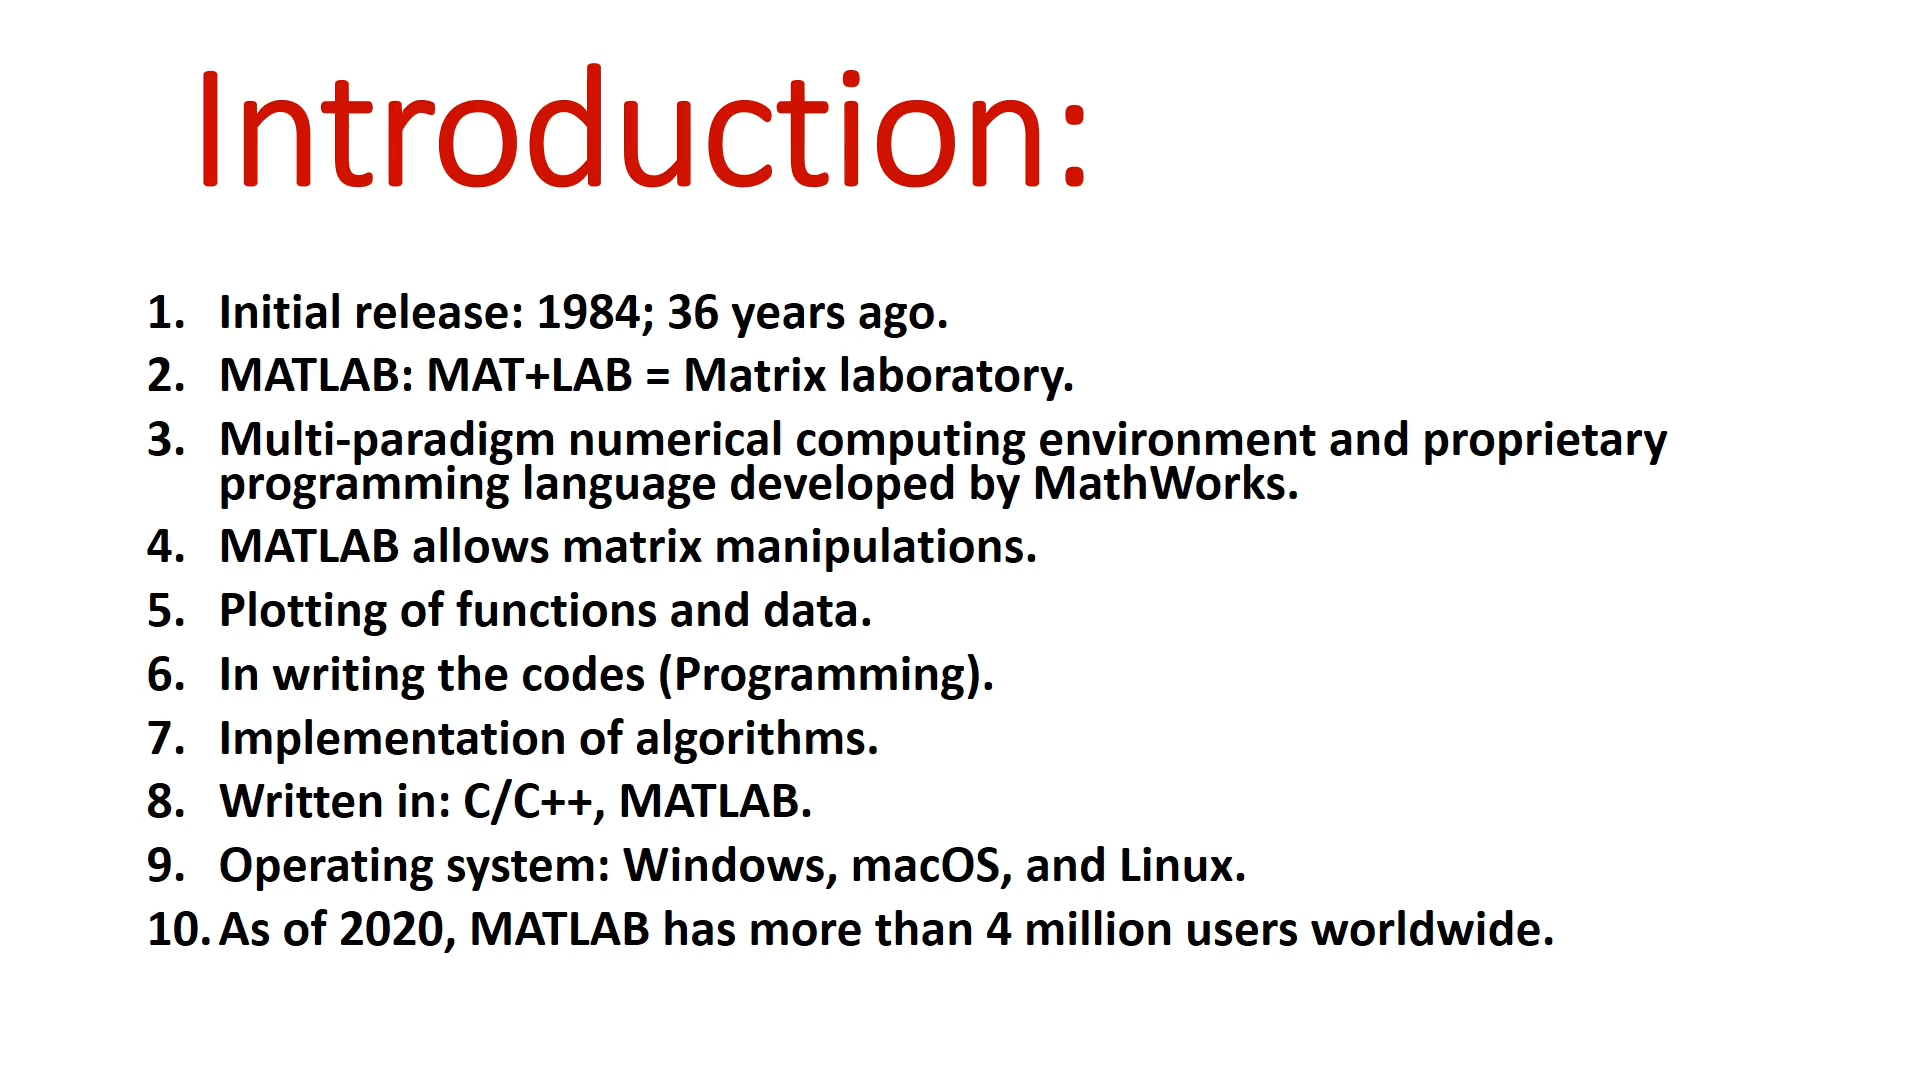 Introduction:
1. Initial release: 1984; 36 years ago.
2. MATLAB: MAT+LAB = Matrix laboratory.
3. Multi-paradigm numerical computing environment and proprietary
programming language developed by MathWorks.
4. MATLAB allows matrix manipulations.
5. Plotting of functions and data.
6. In writing the codes (Programming).
7. Implementation of algorithms.
8. Written in: C/C++, MATLAB.
9. Operating system: Windows, macOS, and Linux.
10. As of 2020, MATLAB has more than 4 million users worldwide.